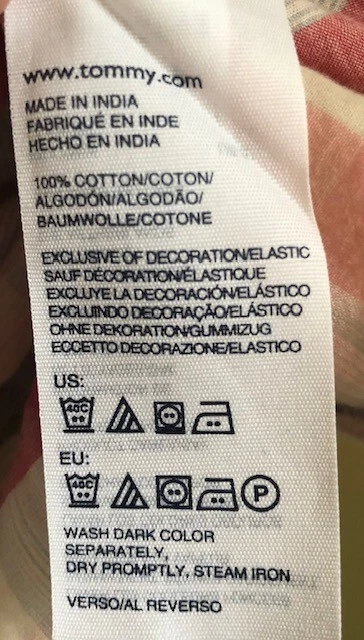 www.tommy.com
MADE IN INDIA
FABRIQUÉ EN INDE
HECHO EN INDIA
100% COTTON/COTON/
ALGODÓN/ALGODÃO/
BAUMWOLLE/COTONE
EXCLUSIVE OF DECORATION/ELASTIC
SAUF DÉCORATION/ÉLASTIQUE
EXCLUYE LA DECORACIÓN/ELÁSTICO
EXCLUINDO DECORAÇÃO/ELÁSTICO
OHNE DEKORATION/GUMMIZUG
ECCETTO DECORAZIONE/ELASTICO
US:
40C
EU:
40C P
WASH DARK COLOR
SEPARATELY,
DRY PROMPTLY, STEAM IRON
VERSO/AL REVERSO